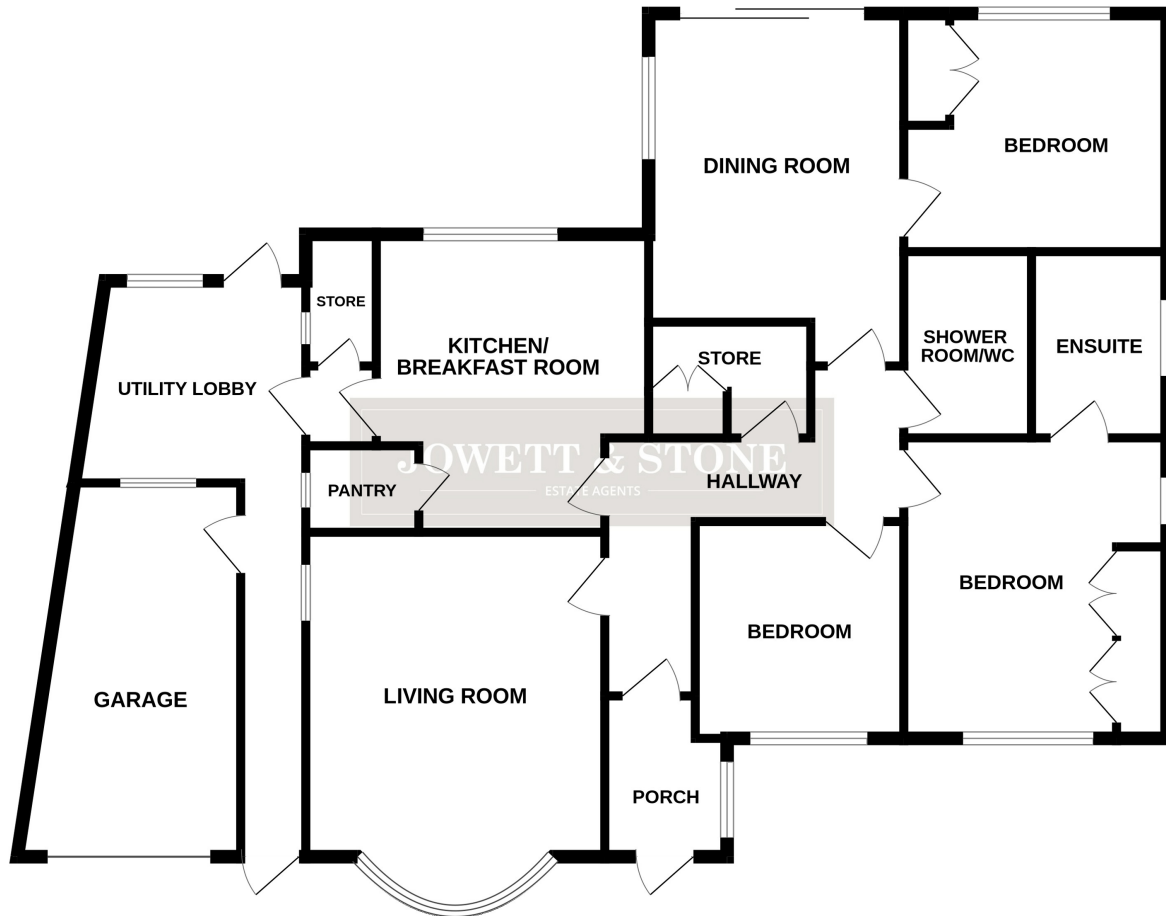 DINING ROOM
BEDROOM
STORE
KITCHEN/
BREAKFAST ROOM
STORE
SHOWER
ROOM/WC
ENSUITE
UTILITY LOBBY
JOWETT & STONE
ESTATE AGENTS
PANTRY
HALLWAY
BEDROOM
BEDROOM
GARAGE
LIVING ROOM
PORCH